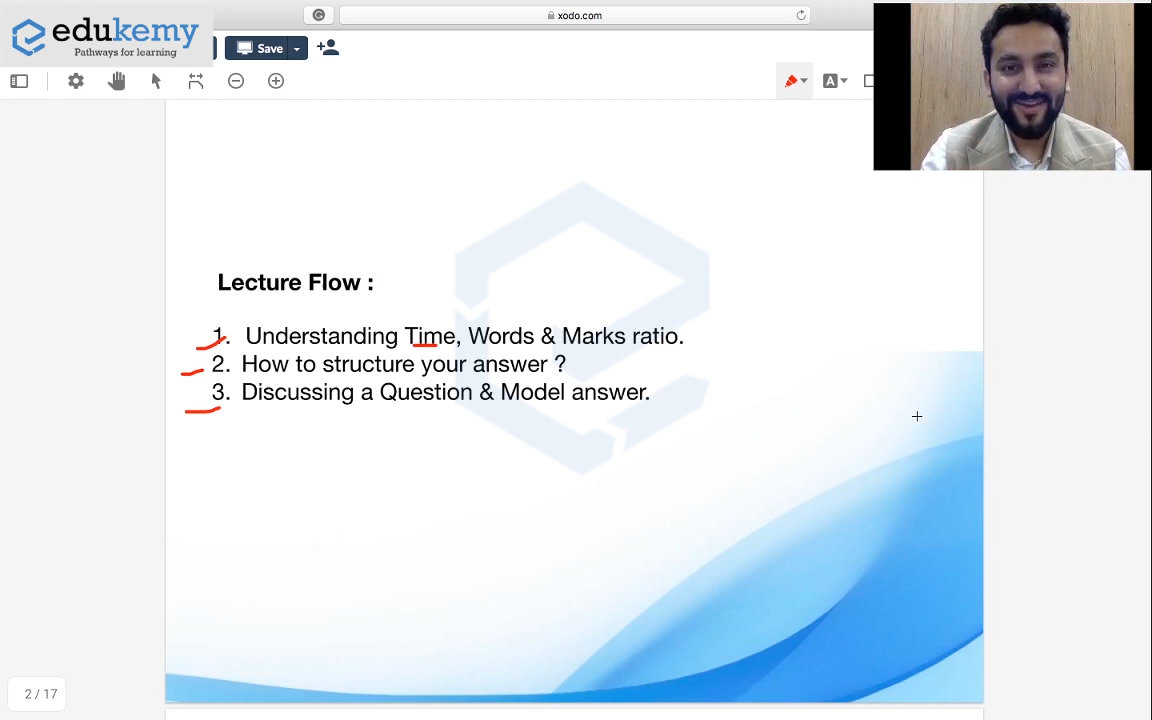 edukemy
Pathways for learning
xodo.com
Save
A
Lecture Flow :
1. Understanding Time, Words & Marks ratio.
2. How to structure your answer ?
3. Discussing a Question & Model answer.
2 / 17